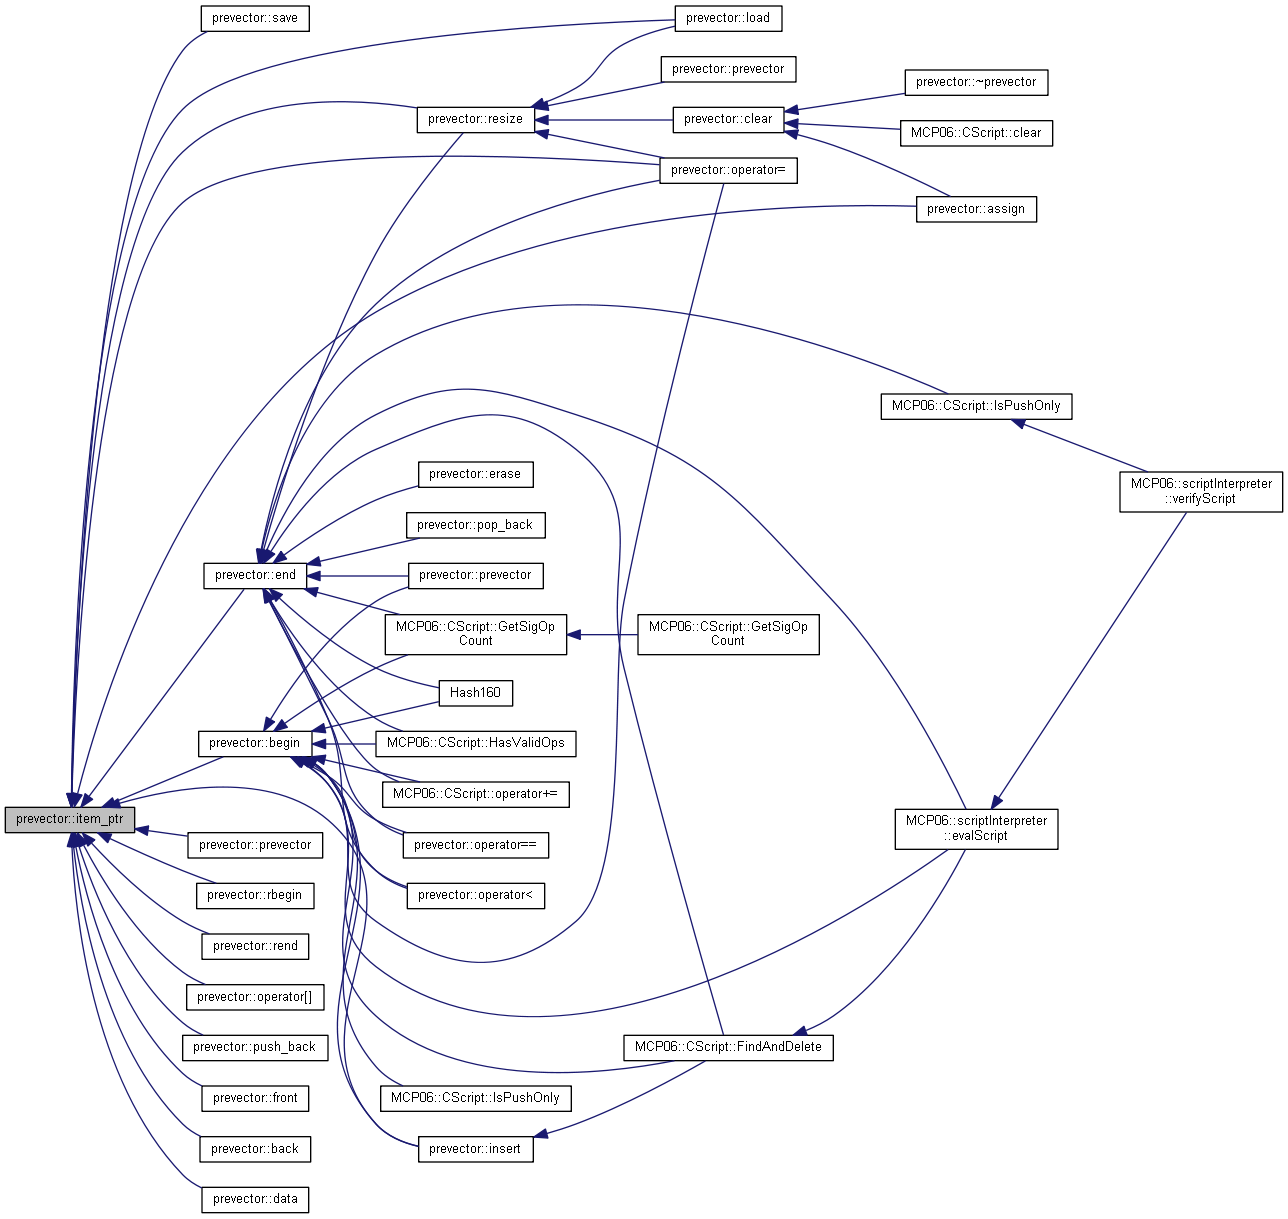 prevector::save
prevector::load
prevector::prevector
prevector::~prevector
prevector::resize
prevector::clear
MCP06::CScript::clear
prevector::operator=
prevector::assign
MCP06::CScript::IsPushOnly
prevector::erase
MCP06::scriptInterpreter
::verifyScript
prevector::pop_back
prevector::end
prevector::prevector
MCP06::CScript::GetSigOp
Count
MCP06::CScript::GetSigOp
Count
Hash160
prevector::begin
MCP06::CScript::HasValidOps
MCP06::CScript::operator+=
prevector::item_ptr
MCP06::scriptInterpreter
::evalScript
prevector::prevector
prevector::operator==
prevector::rbegin
prevector::operator<
prevector::rend
prevector::operator[]
prevector::push_back
MCP06::CScript::FindAndDelete
prevector::front
MCP06::CScript::IsPushOnly
prevector::back
prevector::insert
prevector::data